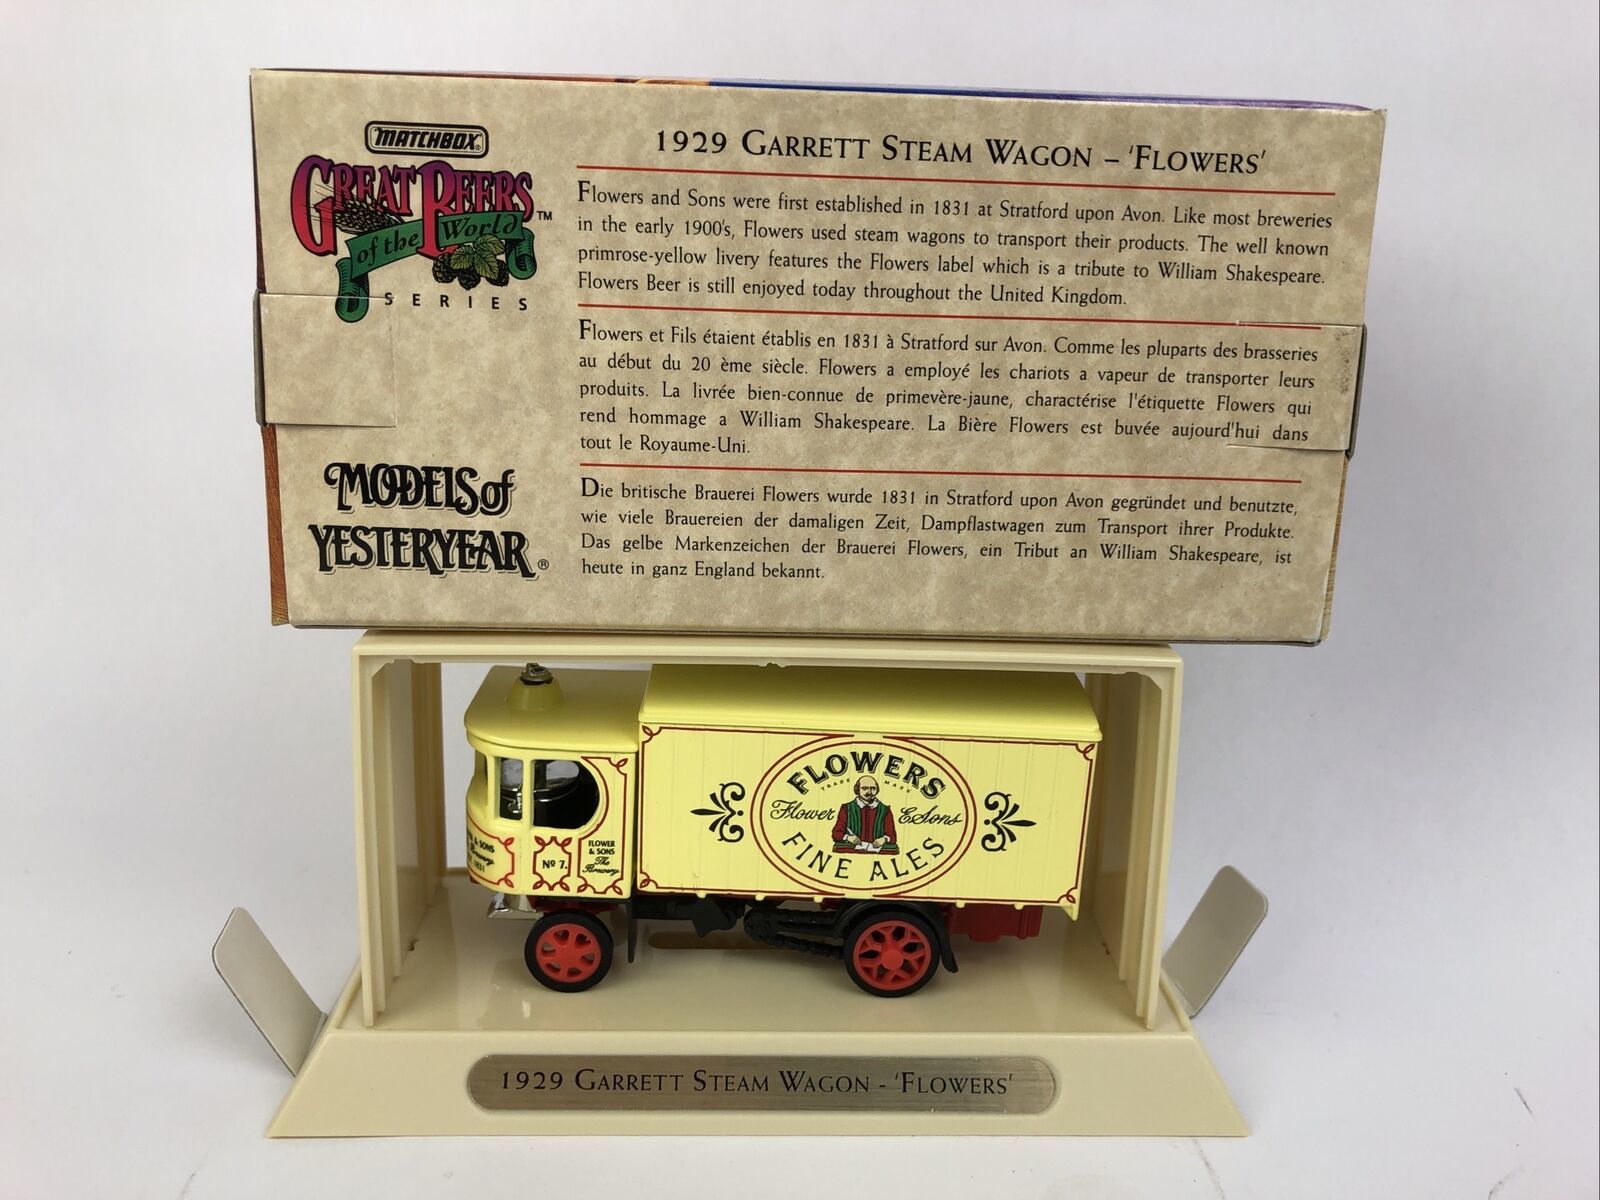 MATCHBOX®
GREAT BEERS
of the World™
SERIES
MODELS of
YESTERYEAR®
1929 GARRETT STEAM WAGON – 'FLOWERS'
Flowers and Sons were first established in 1831 at Stratford upon Avon. Like most breweries
in the early 1900's, Flowers used steam wagons to transport their products. The well known
primrose-yellow livery features the Flowers label which is a tribute to William Shakespeare.
Flowers Beer is still enjoyed today throughout the United Kingdom.
Flowers et Fils étaient établis en 1831 à Stratford sur Avon. Comme les pluparts des brasseries
au début du 20 ème siècle. Flowers a employé les chariots a vapeur de transporter leurs
produits. La livrée bien-connue de primevère-jaune, charactérise l'étiquette Flowers qui
rend hommage a William Shakespeare. La Bière Flowers est buvée aujourd'hui dans
tout le Royaume-Uni.
Die britische Brauerei Flowers wurde 1831 in Stratford upon Avon gegründet und benutzte,
wie viele Brauereien der damaligen Zeit, Dampflastwagen zum Transport ihrer Produkte.
Das gelbe Markenzeichen der Brauerei Flowers, ein Tribut an William Shakespeare, ist
heute in ganz England bekannt.
FLOWERS
TRADE MARK
Flower & Sons
FINE ALES
& SONS
Brewery
1831
Nº 7.
FLOWER
& SONS
The
Brewery
1929 GARRETT STEAM WAGON - 'FLOWERS'